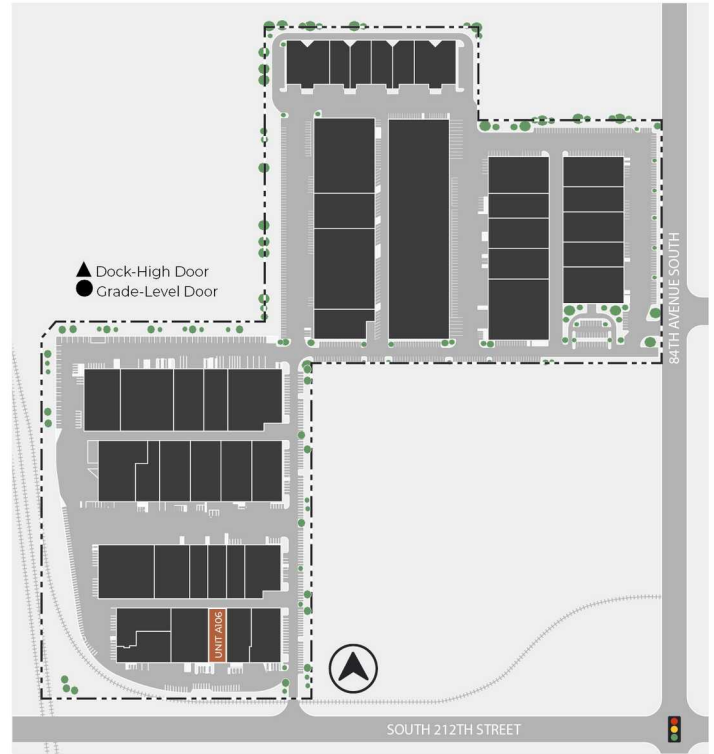 Dock-High Door
Grade-Level Door
84TH AVENUE SOUTH
UNIT A106
SOUTH 212TH STREET